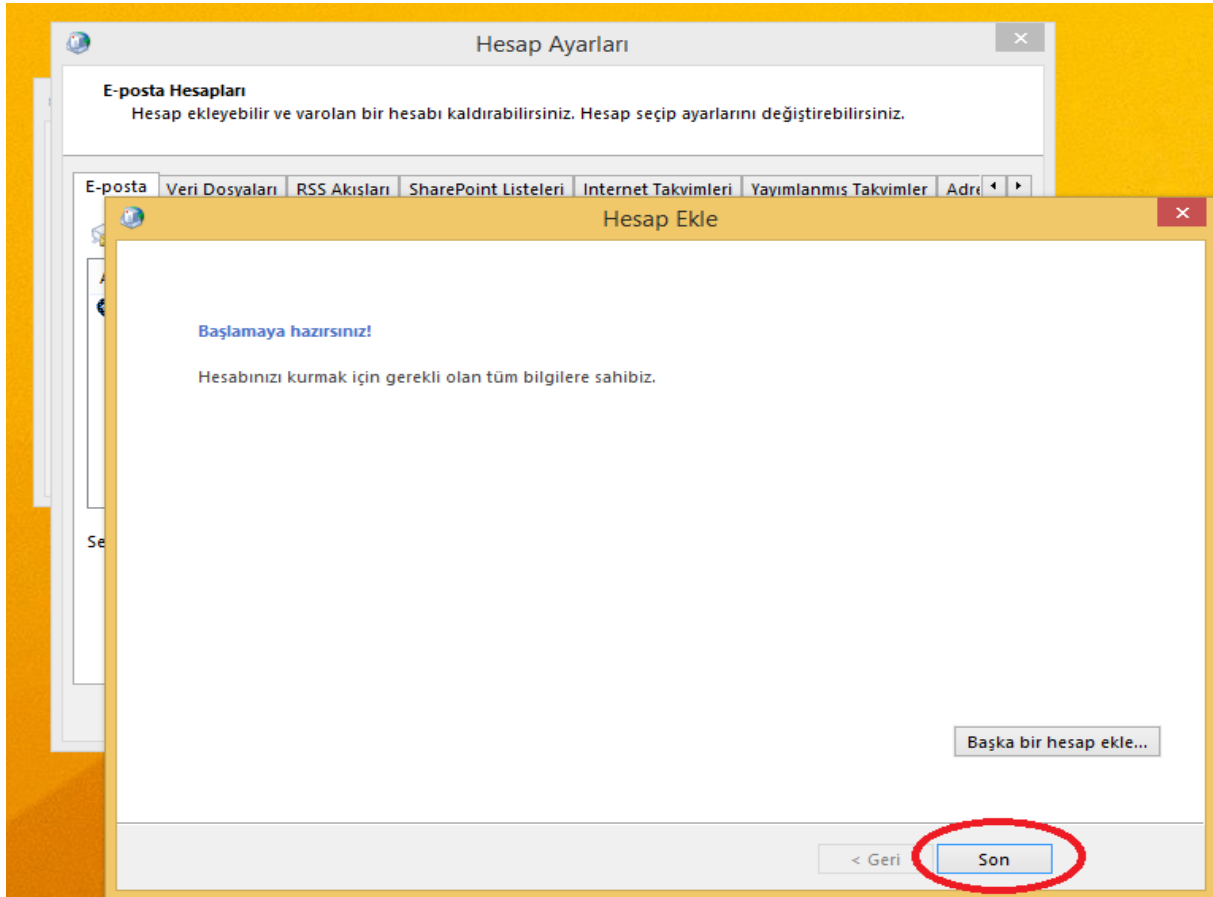 Hesap Ayarları
E-posta Hesapları
Hesap ekleyebilir ve varolan bir hesabı kaldırabilirsiniz. Hesap seçip ayarlarını değiştirebilirsiniz.
E-posta Veri Dosyaları RSS Akışları SharePoint Listeleri Internet Takvimleri Yayımlanmış Takvimler
Hesap Ekle
Başlamaya hazırsınız!
Hesabınızı kurmak için gerekli olan tüm bilgilere sahibiz.
Başka bir hesap ekle...
< Geri Son